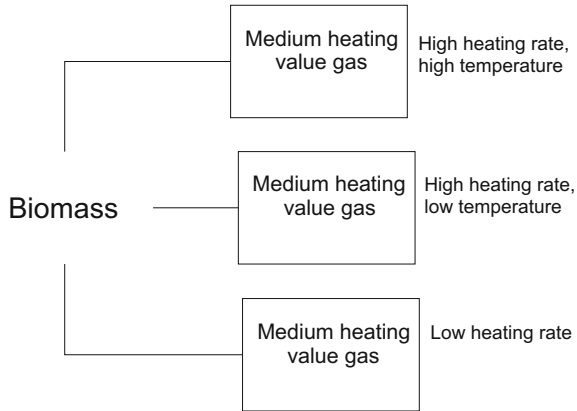 Medium heating
value gas
High heating rate,
high temperature
Biomass
Medium heating
value gas
High heating rate,
low temperature
Medium heating
value gas
Low heating rate